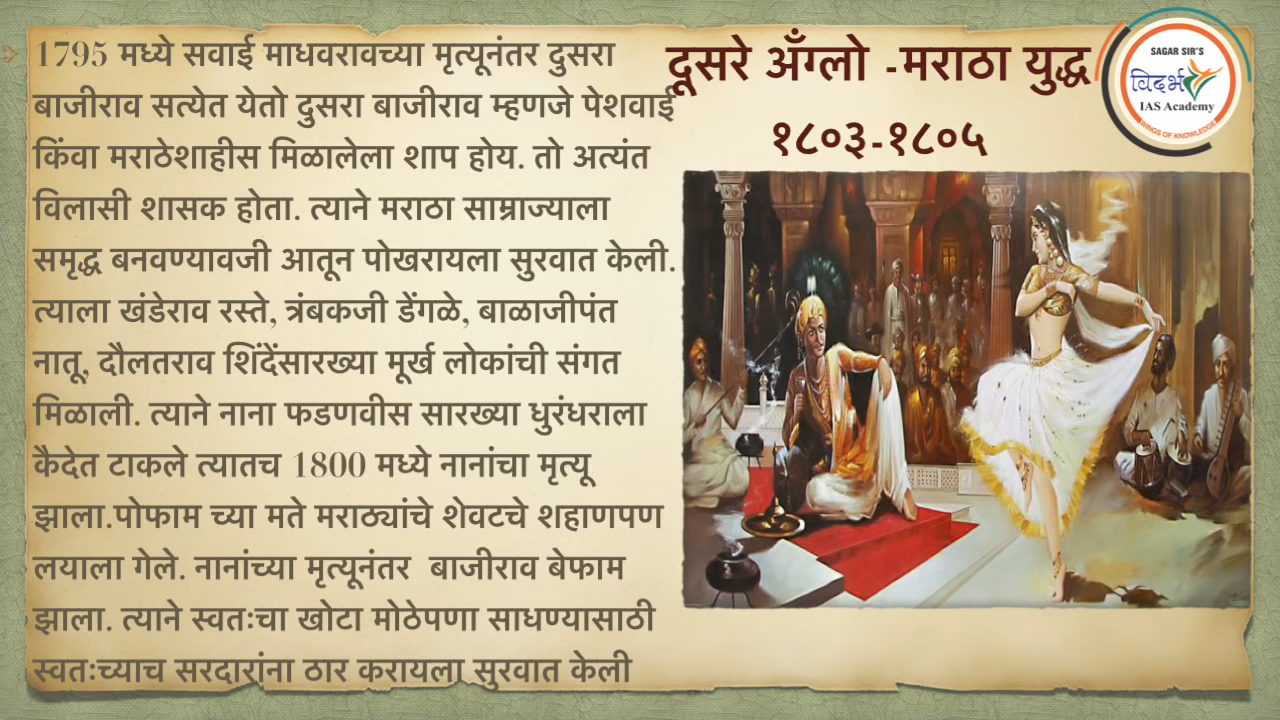 1795 मध्ये सवाई माधवरावच्या मृत्यूनंतर दुसरा
बाजीराव सत्येत येतो दुसरा बाजीराव म्हणजे पेशवाई
किंवा मराठेशाहीस मिळालेला शाप होय. तो अत्यंत
विलासी शासक होता. त्याने मराठा साम्राज्याला
समृद्ध बनवण्यावजी आतून पोखरायला सुरवात केली.
त्याला खंडेराव रस्ते, त्रंबकजी डेंगळे, बाळाजीपंत
नातू, दौलतराव शिंदेंसारख्या मूर्ख लोकांची संगत
मिळाली. त्याने नाना फडणवीस सारख्या धुरंधराला
कैदेत टाकले त्यातच 1800 मध्ये नानांचा मृत्यू
झाला.पोफाम च्या मते मराठ्यांचे शेवटचे शहाणपण
लयाला गेले. नानांच्या मृत्यूनंतर  बाजीराव बेफाम
झाला. त्याने स्वतःचा खोटा मोठेपणा साधण्यासाठी
स्वतःच्याच सरदारांना ठार करायला सुरवात केली
दूसरे अँग्लो -मराठा युद्ध
१८०३-१८०५
SAGAR SIR'S
विदर्भ
IAS Academy
WINGS OF KNOWLEDGE